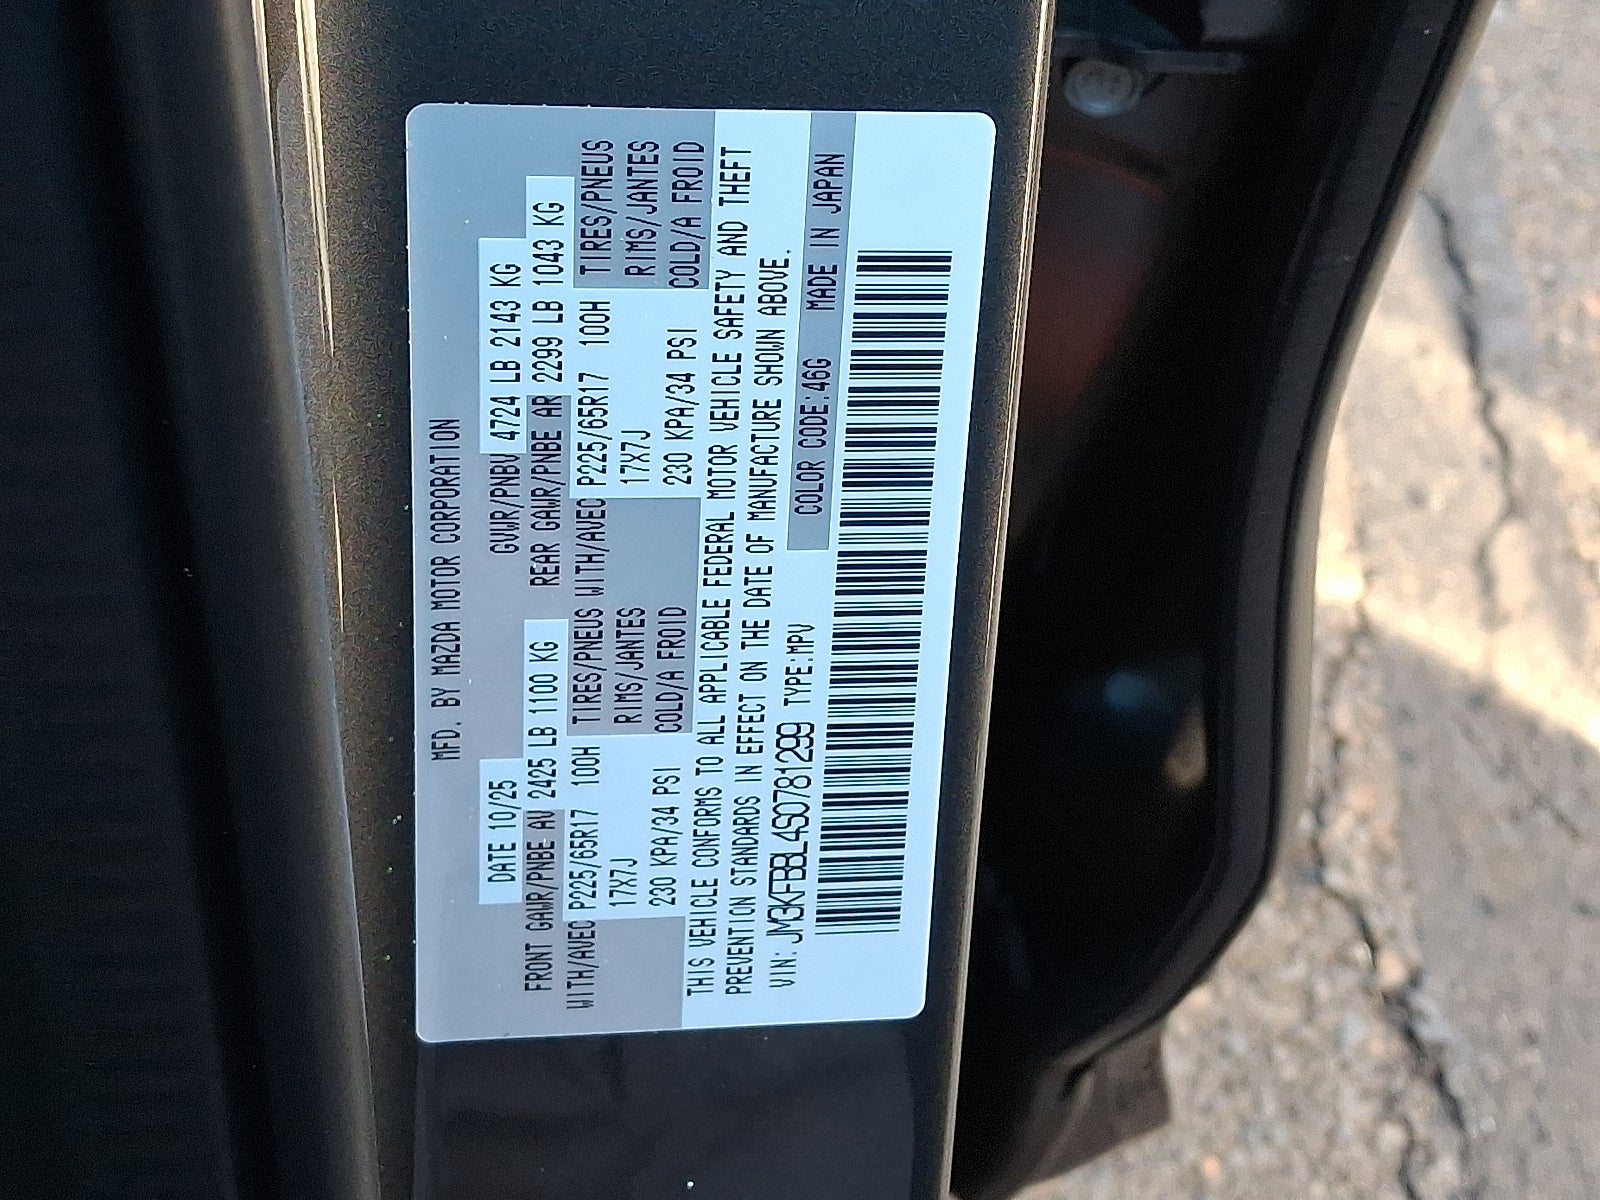 MFD. BY MAZDA MOTOR CORPORATION
DATE 10/25 GVWR/PNBV 4724 LB 2143 KG
FRONT GAWR/PNBE AV 2425 LB 1100 KG REAR GAWR/PNBE AR 2299 LB 1043 KG
WITH/AVEC P225/65R17 100H TIRES/PNEUS WITH/AVEC P225/65R17 100H TIRES/PNEUS
17X7J RIMS/JANTES 17X7J RIMS/JANTES
230 KPA/34 PSI COLD/A FROID 230 KPA/34 PSI COLD/A FROID
THIS VEHICLE CONFORMS TO ALL APPLICABLE FEDERAL MOTOR VEHICLE SAFETY AND THEFT
PREVENTION STANDARDS IN EFFECT ON THE DATE OF MANUFACTURE SHOWN ABOVE.
VIN: JM3KFBBL4S0781299 TYPE:MPV COLOR CODE:46G MADE IN JAPAN